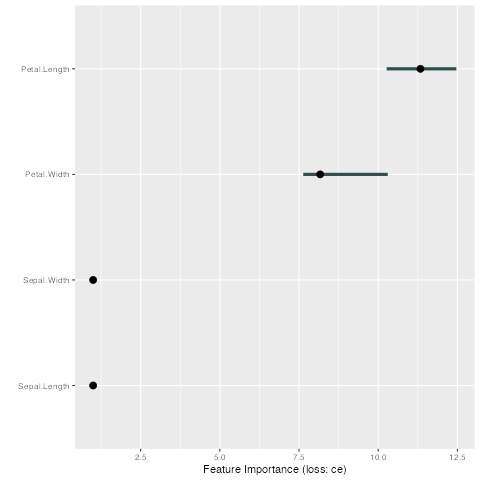 Petal.Length
Petal.Width
Sepal.Width
Sepal.Length
2.5 5.0 7.5 10.0 12.5
Feature Importance (loss: ce)